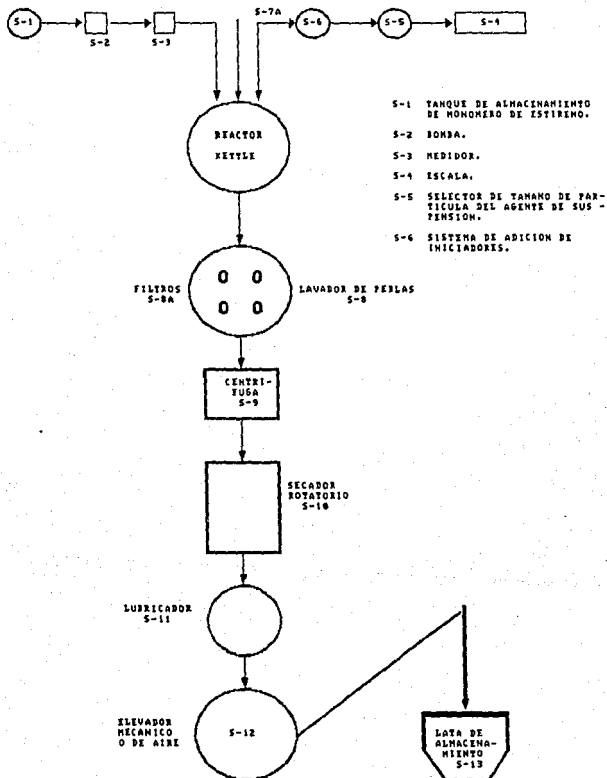 S-7A
S-1
S-6
S-5
S-4
S-2
S-3
REACTOR
KETTLE
S-1 TANQUE DE ALMACENAMIENTO
DE MONOMERO DE ESTIRENO.
S-2 BOMBA.
S-3 MEDIDOR.
S-4 ESCALA.
S-5 SELECTOR DE TAMANO DE PAR-
TICULA DEL AGENTE DE SUS -
PENSION.
S-6 SISTEMA DE ADICION DE
INICIADORES.
FILTROS
S-8A
LAVADOR DE PERLAS
S-8
CENTRI-
FUGA
S-9
SECADOR
ROTATORIO
S-10
LUBRICADOR
S-11
ELEVADOR
MECANICO
O DE AIRE
S-12
LATA DE
ALMACENA-
MIENTO
S-13